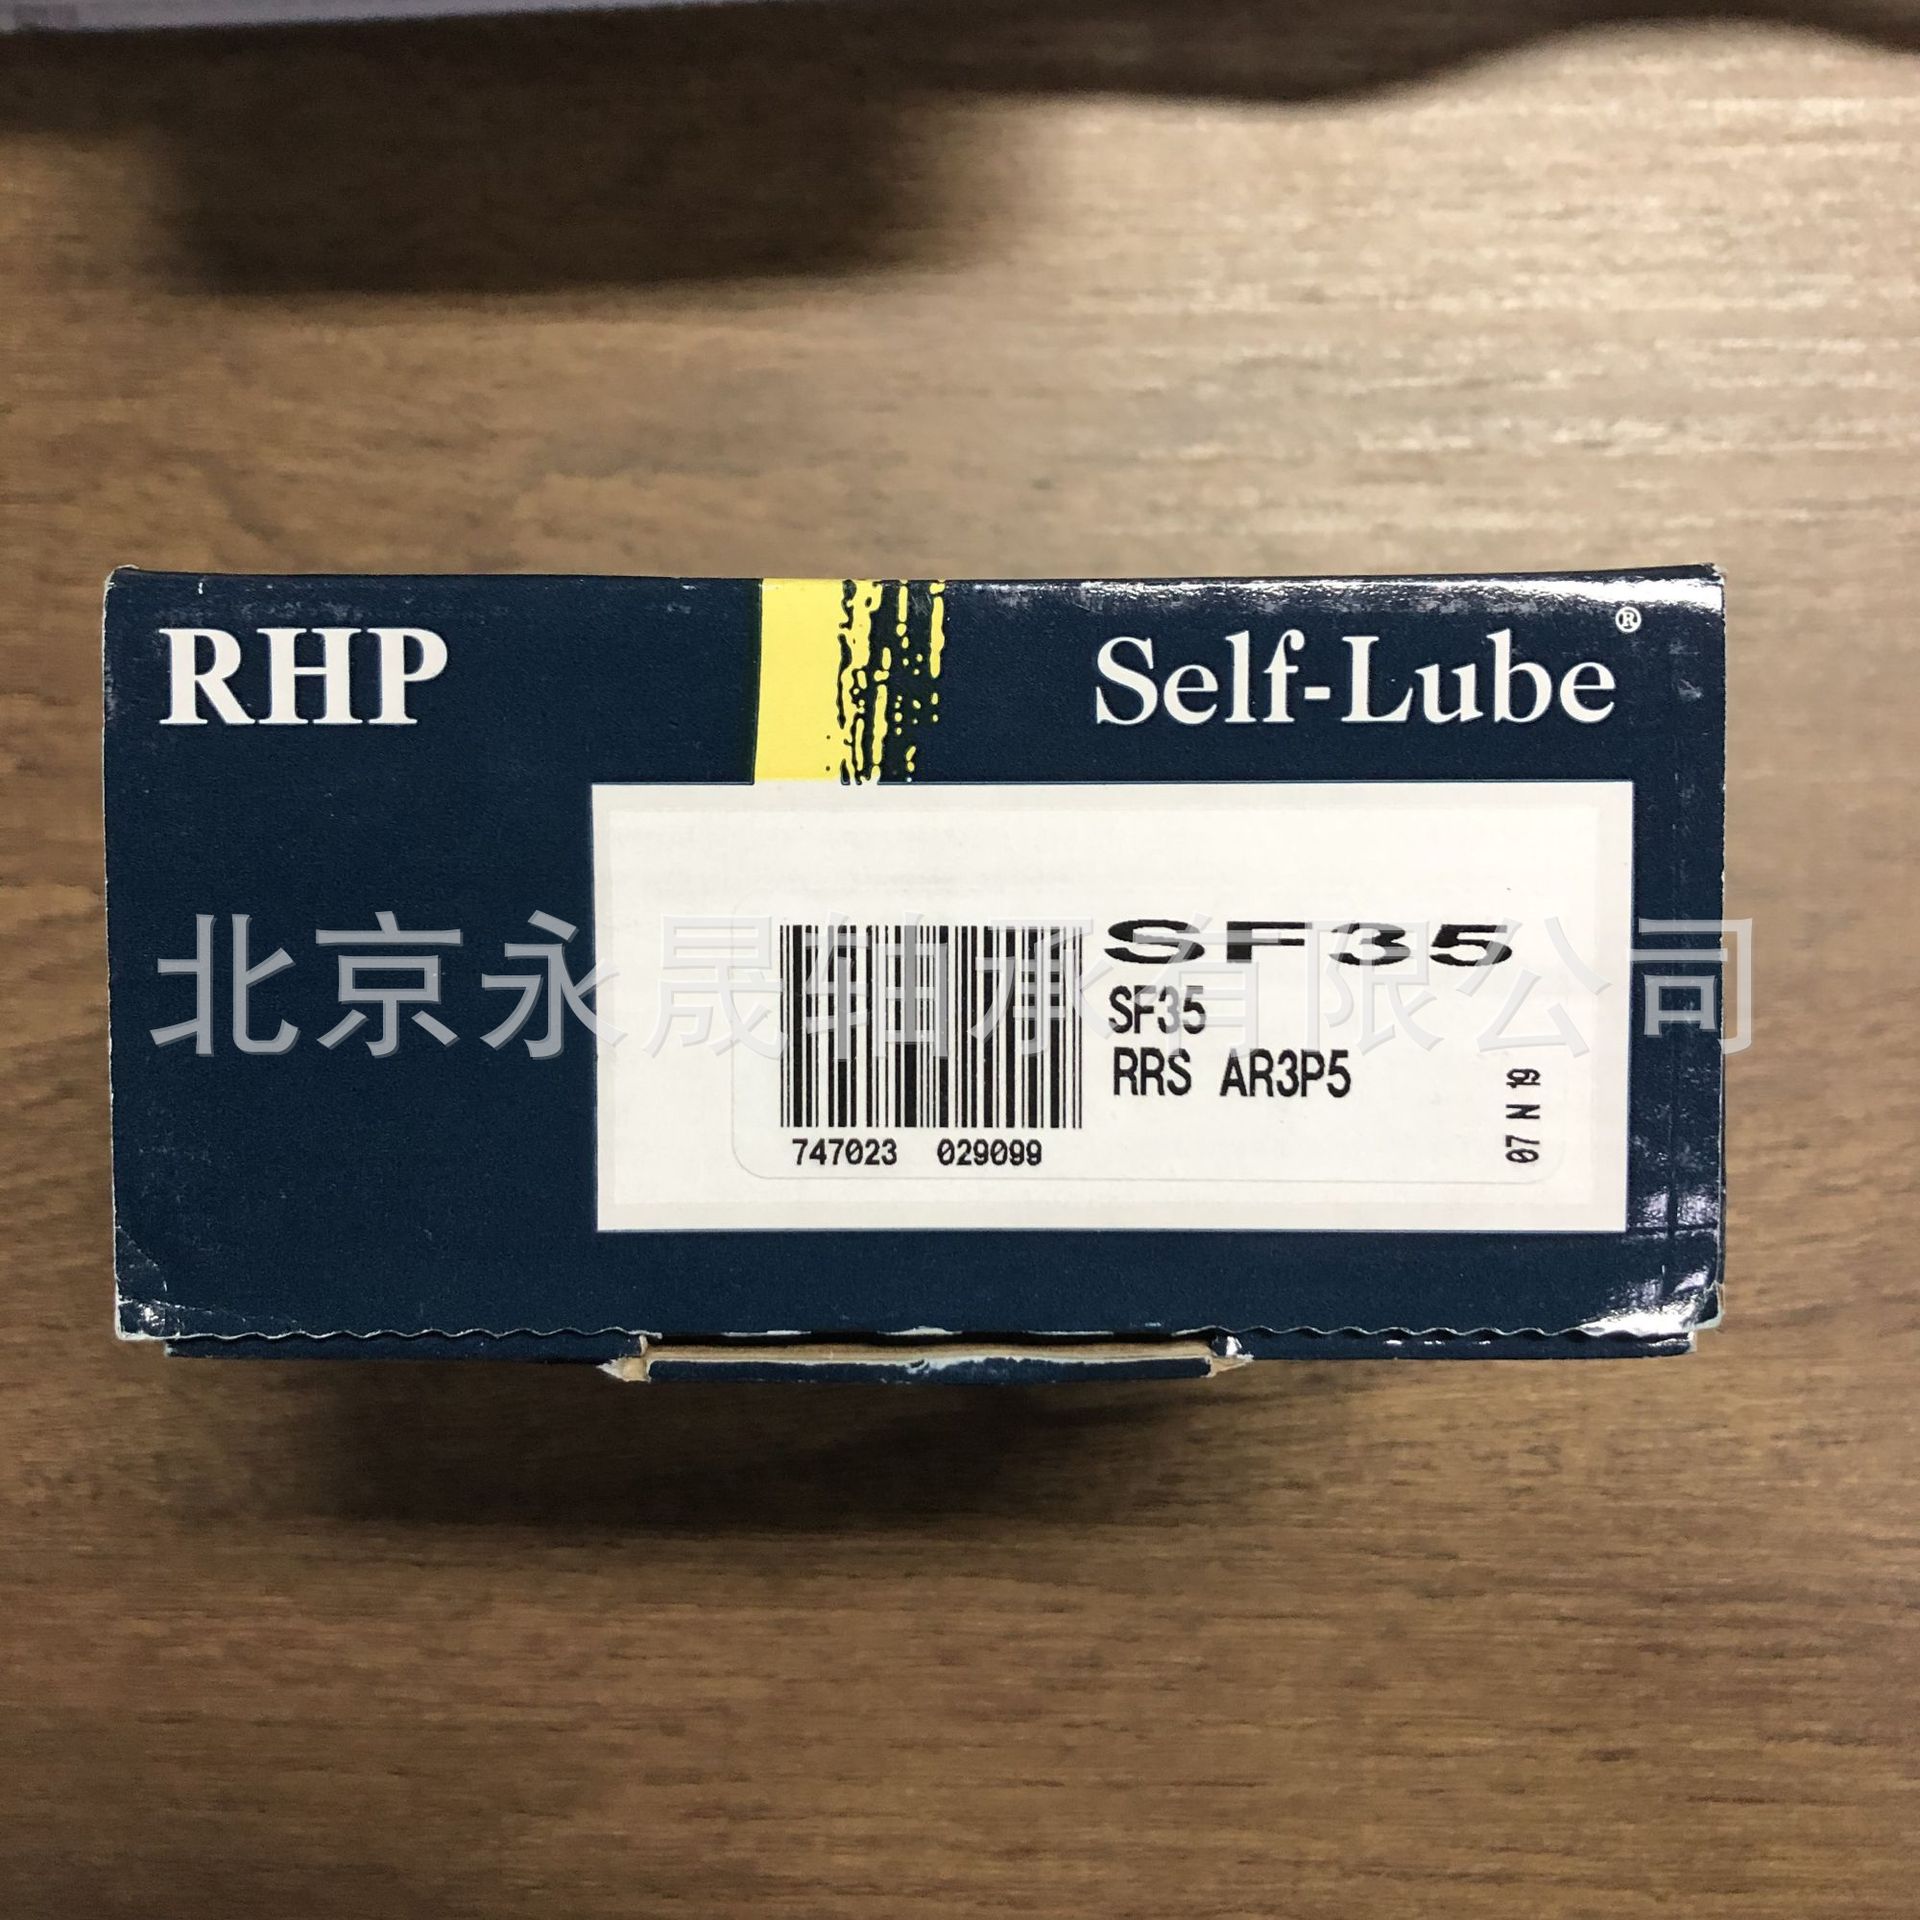 RHP
Self-Lube®
北京永晟轴承有限公司
SF35
SF35
RRS AR3P5
07 N 19
747023 029099